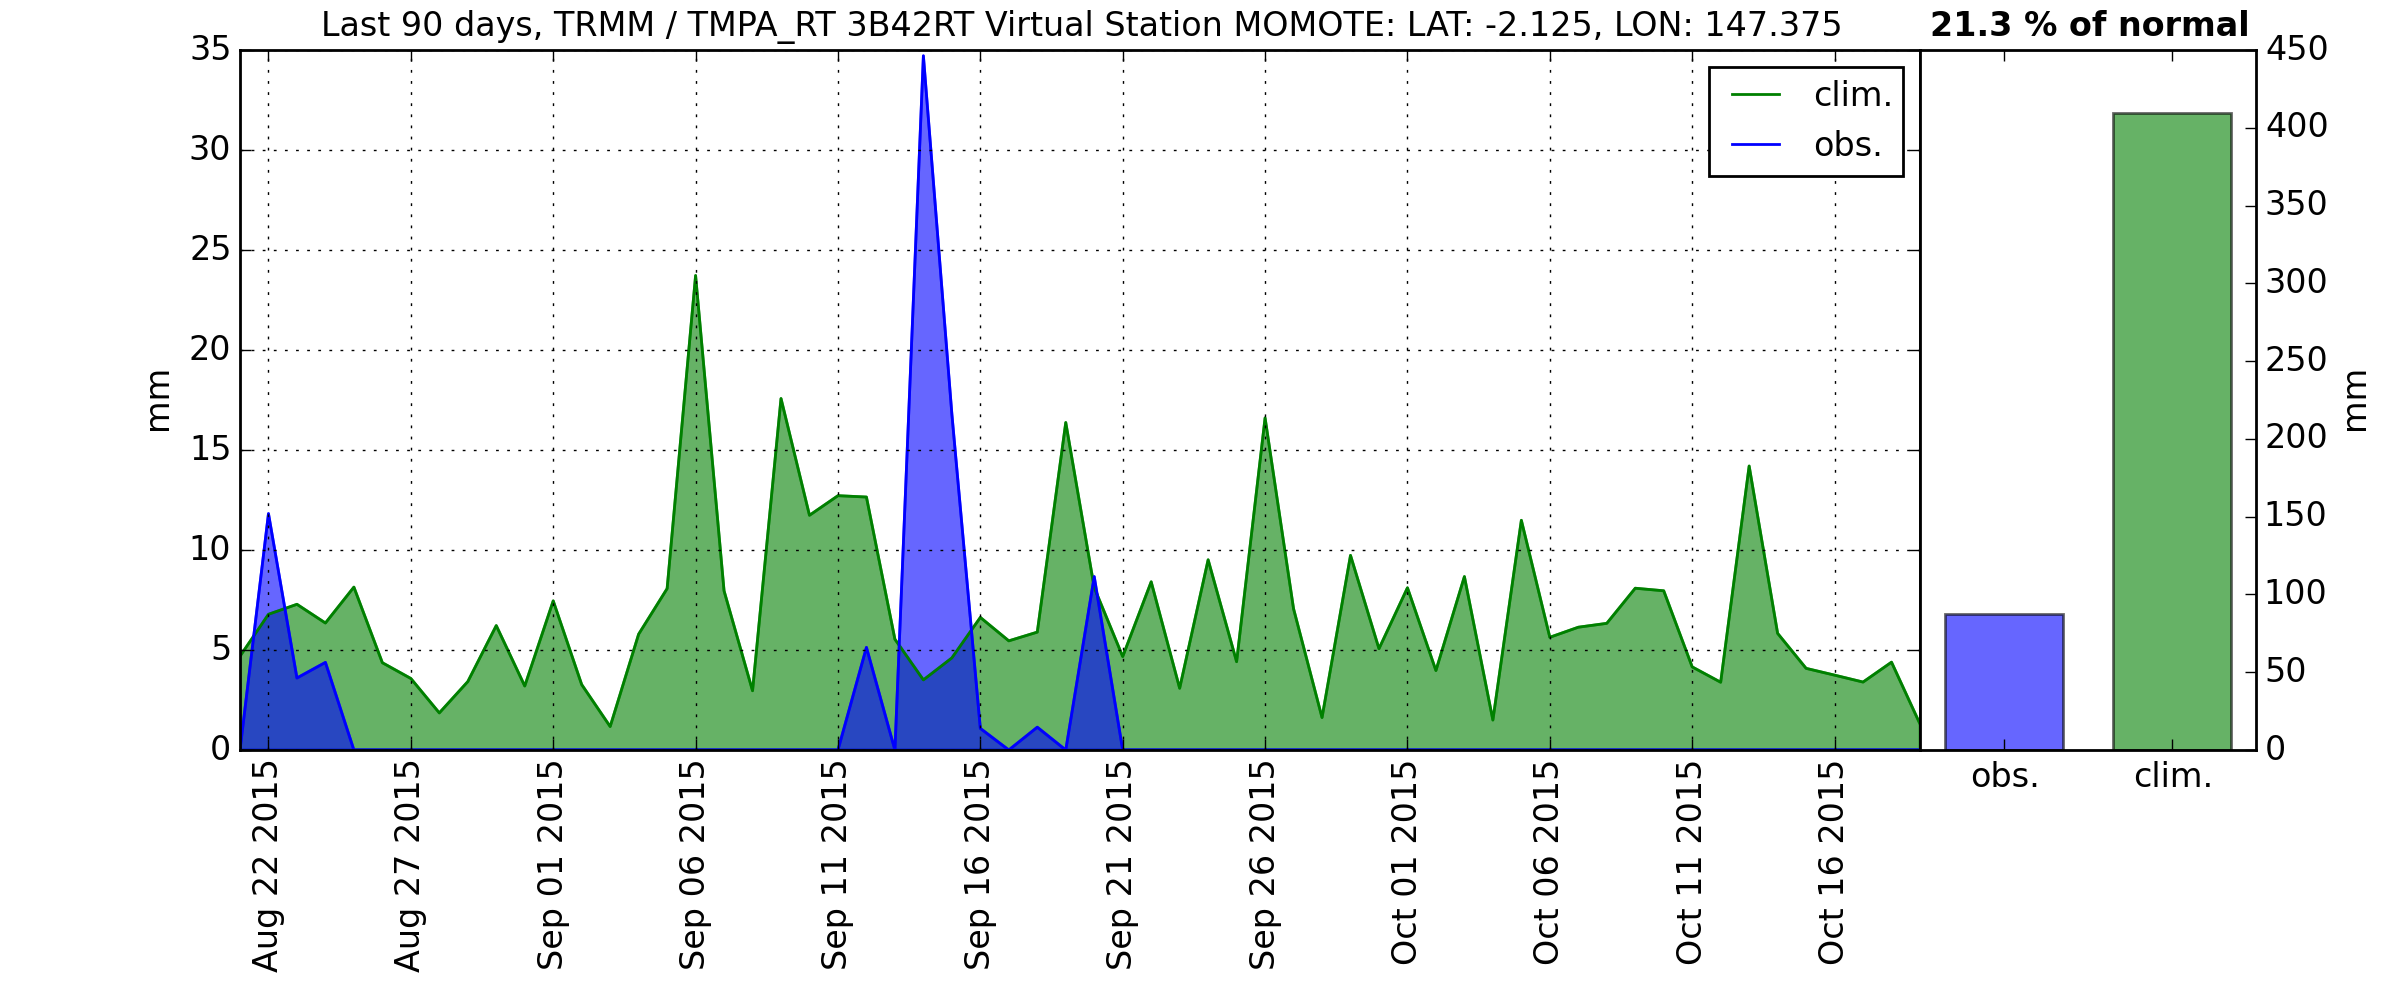 Last 90 days, TRMM / TMPA_RT 3B42RT Virtual Station MOMOTE: LAT: -2.125, LON: 147.375
21.3 % of normal
35
30
25
20
15
10
5
0
mm
clim.
obs.
Aug 22 2015
Aug 27 2015
Sep 01 2015
Sep 06 2015
Sep 11 2015
Sep 16 2015
Sep 21 2015
Sep 26 2015
Oct 01 2015
Oct 06 2015
Oct 11 2015
Oct 16 2015
450
400
350
300
250
200
150
100
50
0
mm
obs.
clim.